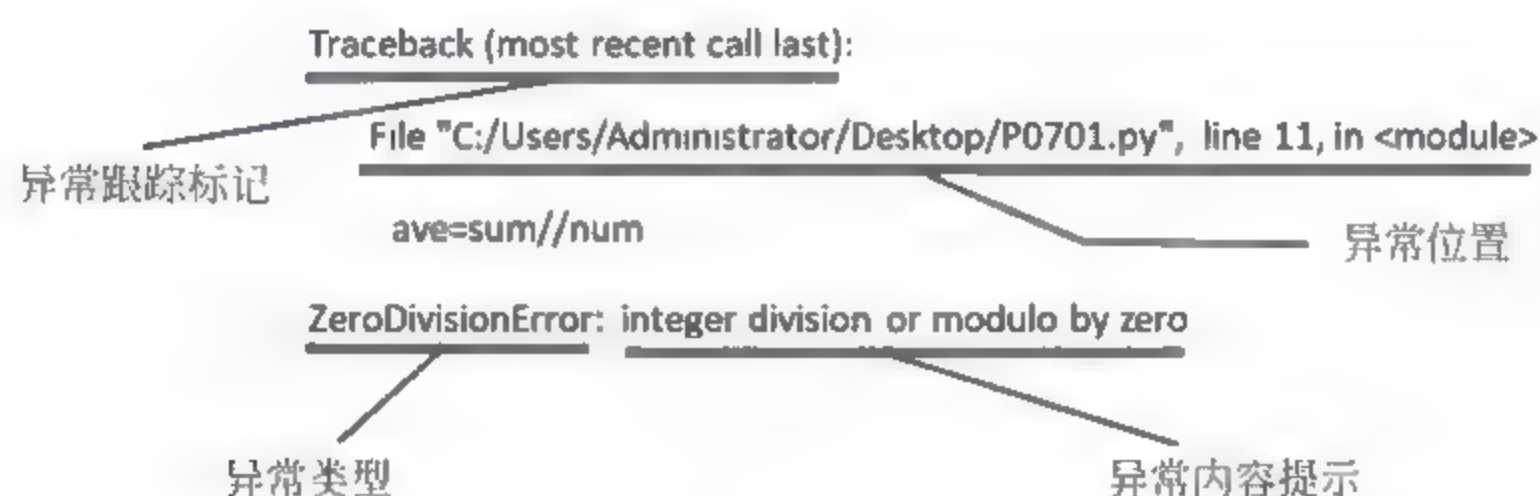 Traceback (most recent call last):
File "C:/Users/Administrator/Desktop/P0701.py", line 11, in <module>
异常跟踪标记
ave=sum//num
异常位置
ZeroDivisionError: integer division or modulo by zero
异常类型
异常内容提示